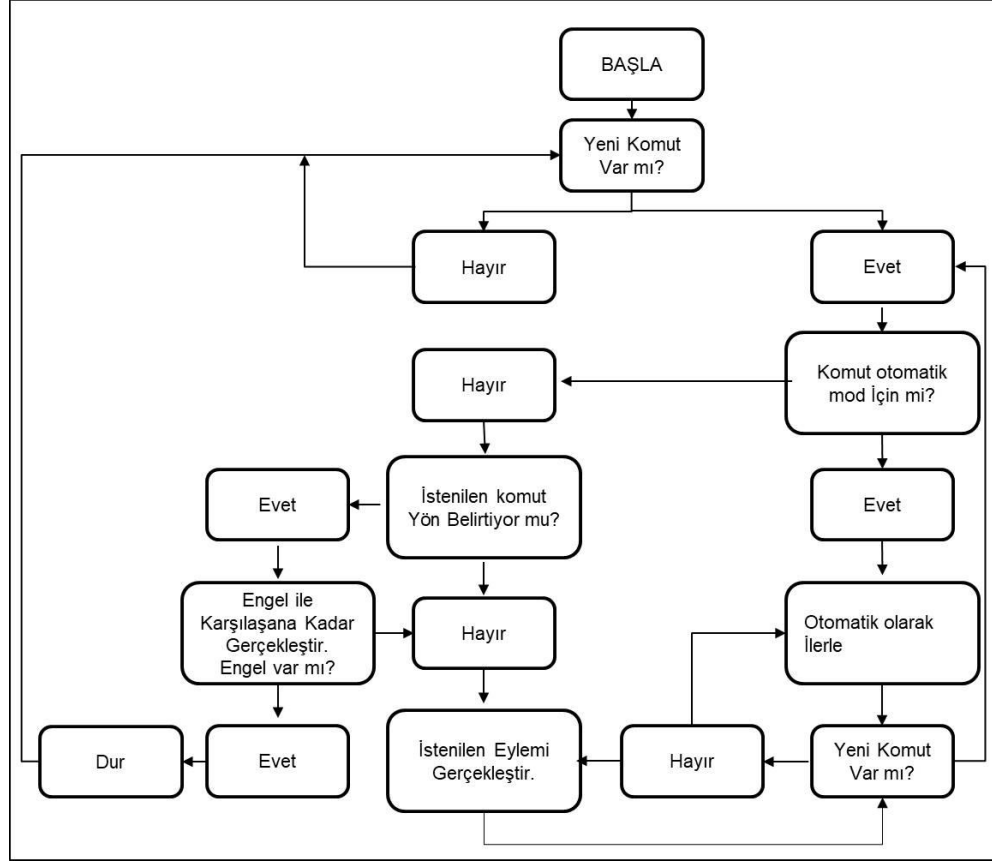 BAŞLA
Yeni Komut
Var mı?
Hayır
Evet
Hayır
Komut otomatik
mod İçin mi?
Evet
İstenilen komut
Yön Belirtiyor mu?
Evet
Engel ile
Karşılaşana Kadar
Gerçekleştir.
Engel var mı?
Hayır
Otomatik olarak
İlerle
Dur
Evet
İstenilen Eylemi
Gerçekleştir.
Hayır
Yeni Komut
Var mı?